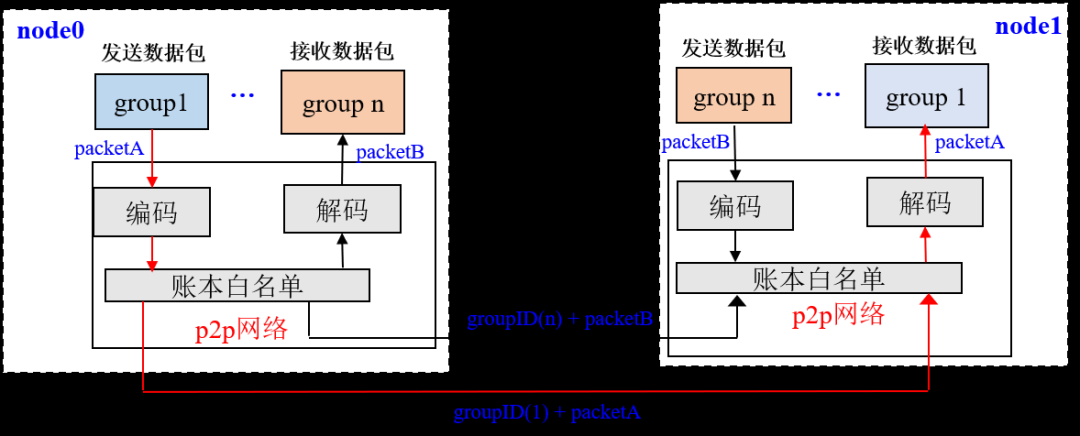 node0
发送数据包
接收数据包
group1
...
group n
packetA
packetB
编码
解码
账本白名单
p2p网络
node1
发送数据包
接收数据包
group n
...
group 1
packetB
packetA
编码
解码
账本白名单
p2p网络
groupID(n) + packetB
groupID(1) + packetA